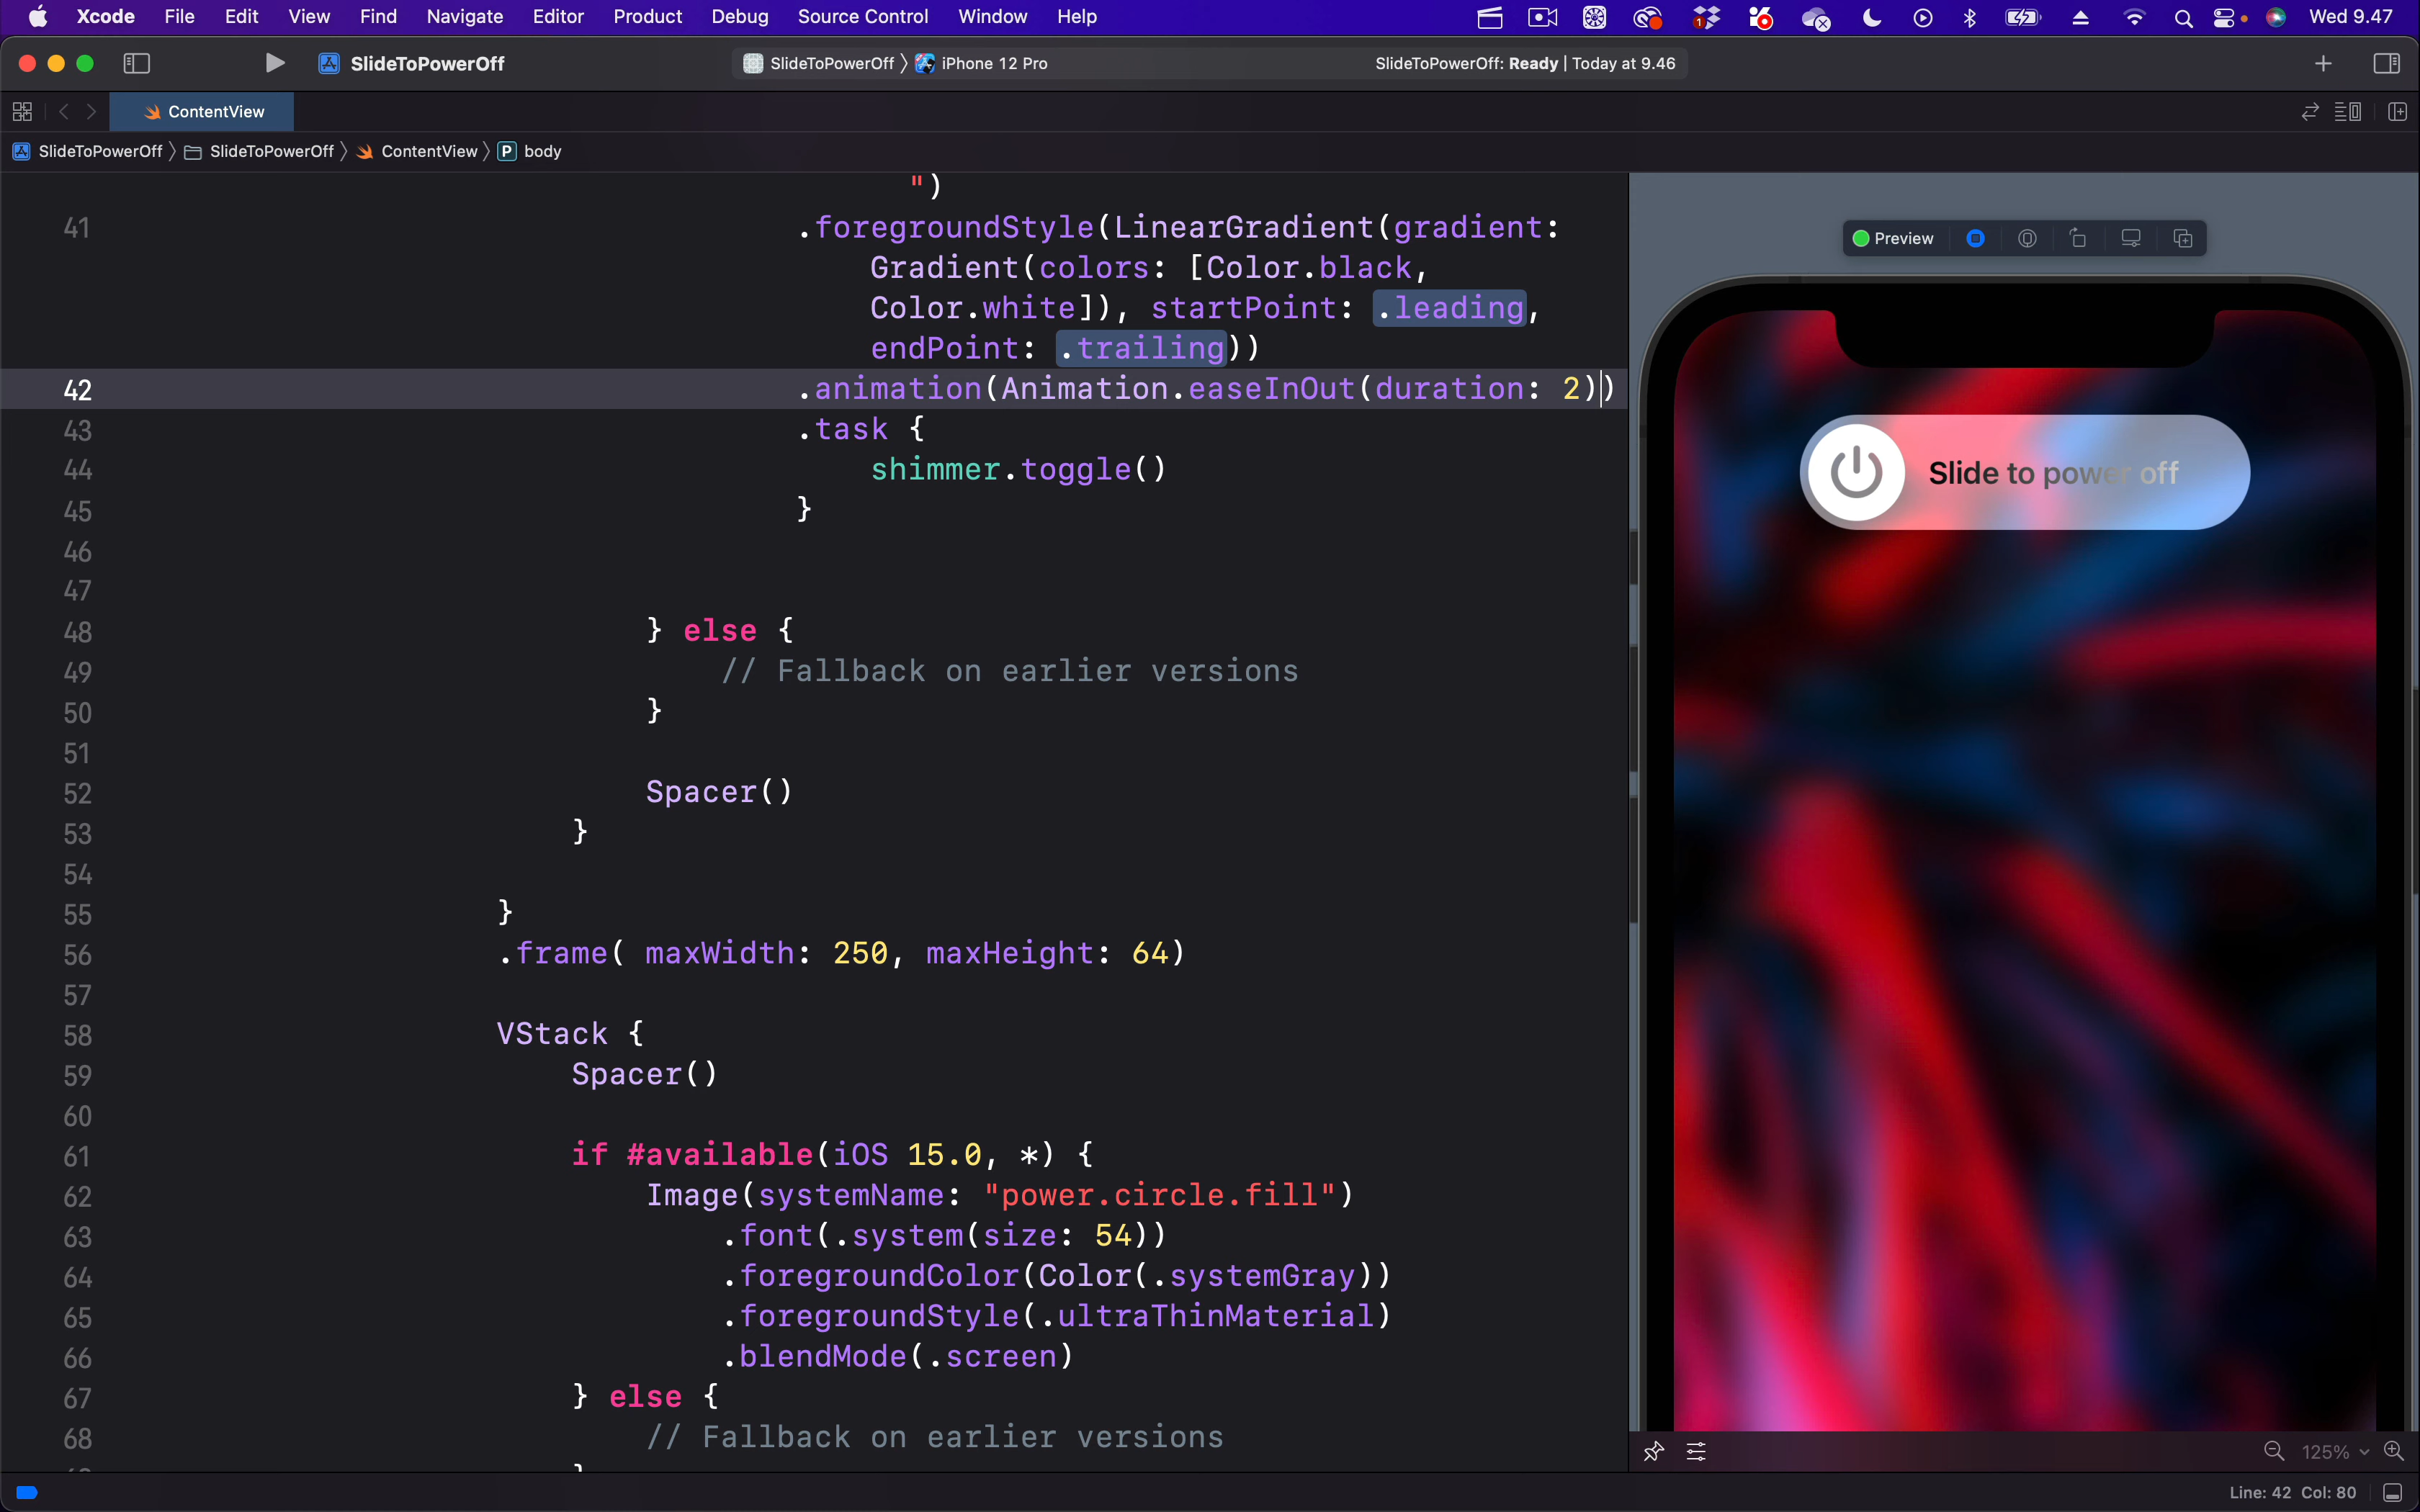 Xcode File Edit View Find Navigate Editor Product Debug Source Control Window Help Wed 9.47
SlideToPowerOff
SlideToPowerOff 〉 iPhone 12 Pro
SlideToPowerOff: Ready | Today at 9.46
ContentView
SlideToPowerOff 〉 SlideToPowerOff 〉 ContentView 〉 P body
")
41 .foregroundStyle(LinearGradient(gradient:
Gradient(colors: [Color.black,
Color.white]), startPoint: .leading,
endPoint: .trailing))
42 .animation(Animation.easeInOut(duration: 2))
43 .task {
44 shimmer.toggle()
45 }
46
47
48 } else {
49 // Fallback on earlier versions
50 }
51
52 Spacer()
53 }
54
55 }
56 .frame( maxWidth: 250, maxHeight: 64)
57
58 VStack {
59 Spacer()
60
61 if #available(iOS 15.0, *) {
62 Image(systemName: "power.circle.fill")
63 .font(.system(size: 54))
64 .foregroundColor(Color(.systemGray))
65 .foregroundStyle(.ultraThinMaterial)
66 .blendMode(.screen)
67 } else {
68 // Fallback on earlier versions
Preview
Slide to power off
125%
Line: 42 Col: 80